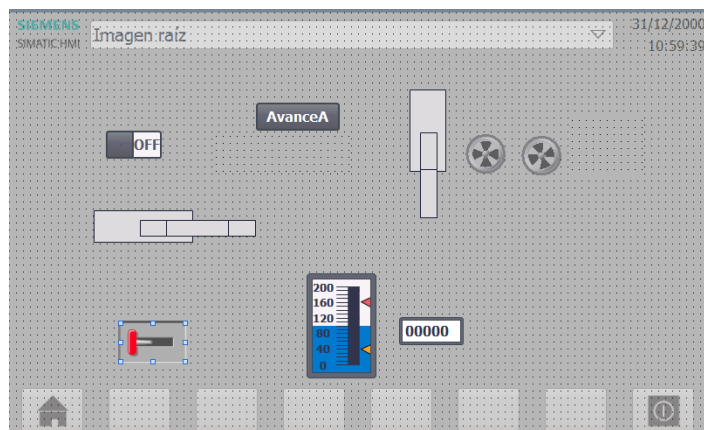 SIEMENS
SIMATIC HMI
Imagen raíz
31/12/2000
10:59:39
AvanceA
OFF
200
160
120
80
40
0
00000